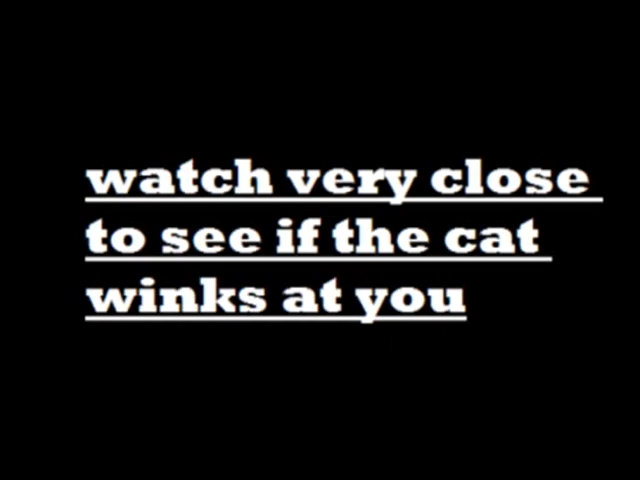 watch very close
to see if the cat
winks at you